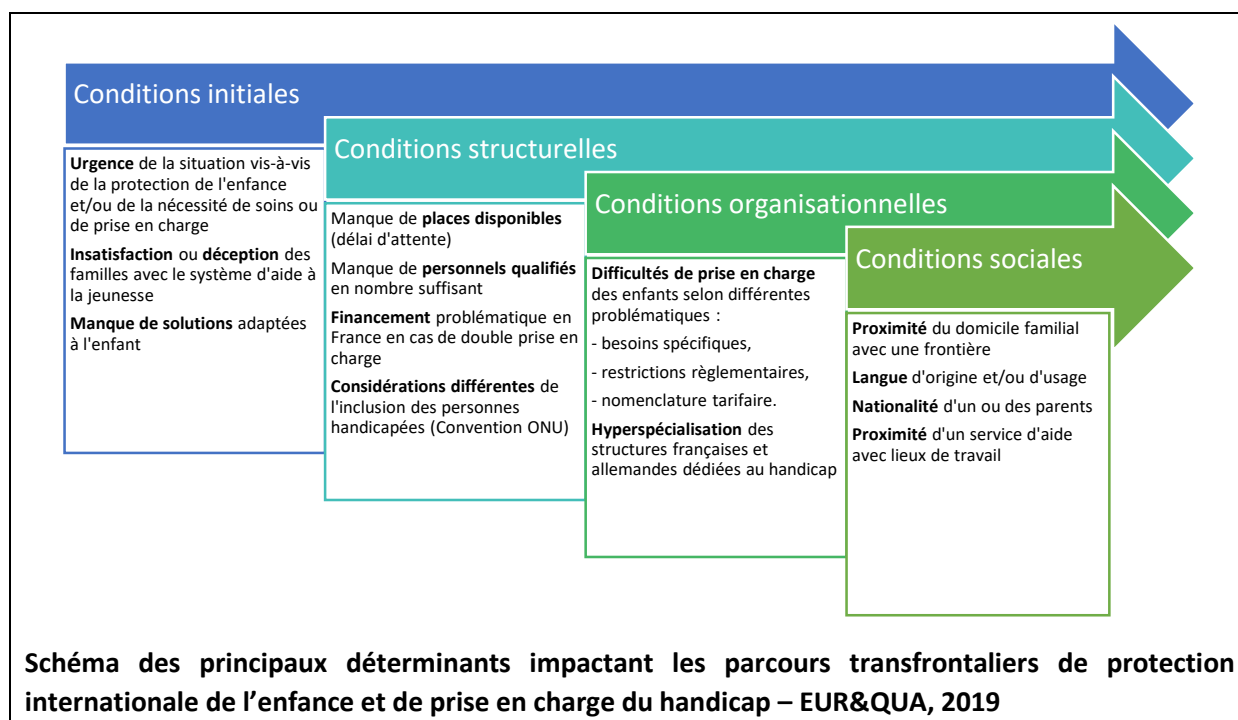 Conditions initiales
Urgence de la situation vis-à-vis
de la protection de l'enfance
et/ou de la nécessité de soins ou
de prise en charge
Insatisfaction ou déception des
familles avec le système d'aide à
la jeunesse
Manque de solutions adaptées
à l'enfant
Conditions structurelles
Manque de places disponibles
(délai d'attente)
Manque de personnels qualifiés
en nombre suffisant
Financement problématique en
France en cas de double prise en
charge
Considérations différentes de
l'inclusion des personnes
handicapées (Convention ONU)
Conditions organisationnelles
Difficultés de prise en charge
des enfants selon différentes
problématiques :
- besoins spécifiques,
- restrictions règlementaires,
- nomenclature tarifaire.
Hyperspécialisation des
structures françaises et
allemandes dédiées au handicap
Conditions sociales
Proximité du domicile familial
avec une frontière
Langue d'origine et/ou d'usage
Nationalité d'un ou des parents
Proximité d'un service d'aide
avec lieux de travail
Schéma des principaux déterminants impactant les parcours transfrontaliers de protection
internationale de l’enfance et de prise en charge du handicap – EUR&QUA, 2019